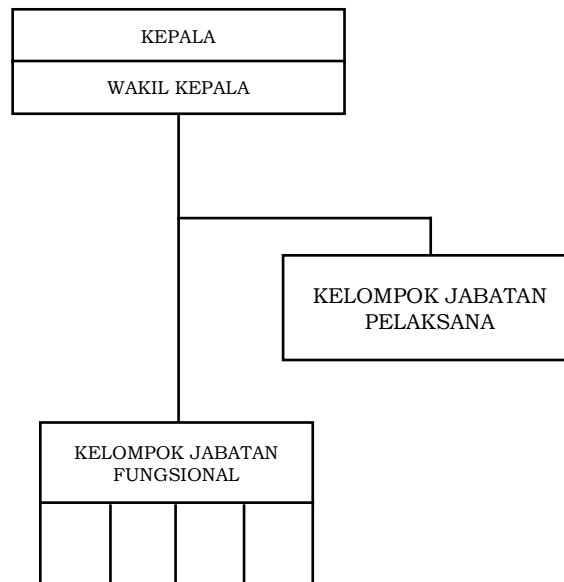 KEPALA
WAKIL KEPALA
KELOMPOK JABATAN
PELAKSANA
KELOMPOK JABATAN
FUNGSIONAL